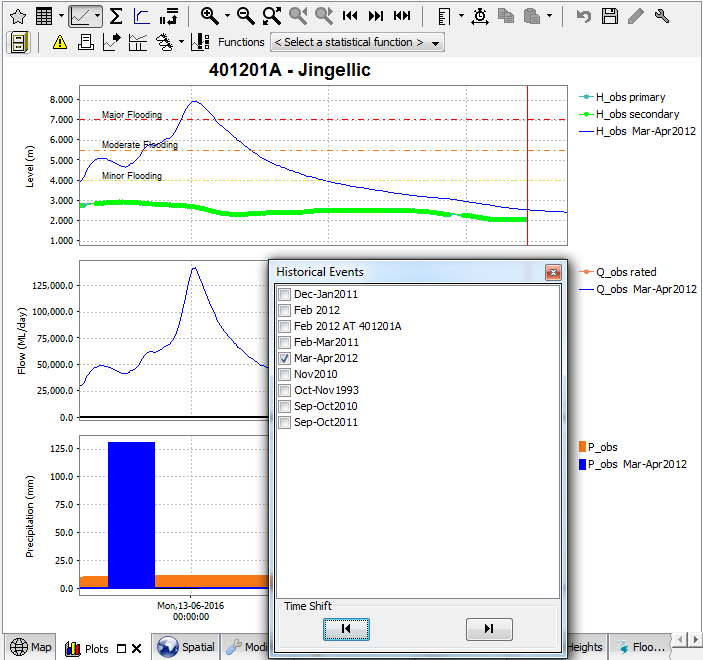 Functions < Select a statistical function >
401201A - Jingellic
Level (m)
8.000
7.000
6.000
5.000
4.000
3.000
2.000
1.000
Major Flooding
Moderate Flooding
Minor Flooding
H_obs primary
H_obs secondary
H_obs Mar-Apr2012
Flow (ML/day)
125,000.0
100,000.0
75,000.0
50,000.0
25,000.0
0.0
Q_obs rated
Q_obs Mar-Apr2012
Precipitation (mm)
125.0
100.0
75.0
50.0
25.0
0.0
P_obs
P_obs Mar-Apr2012
Mon,13-06-2016
00:00:00
Historical Events
Dec-Jan2011
Feb 2012
Feb 2012 AT 401201A
Feb-Mar2011
Mar-Apr2012
Nov2010
Oct-Nov1993
Sep-Oct2010
Sep-Oct2011
Time Shift
Map Plots Spatial Modi Heights Floo...